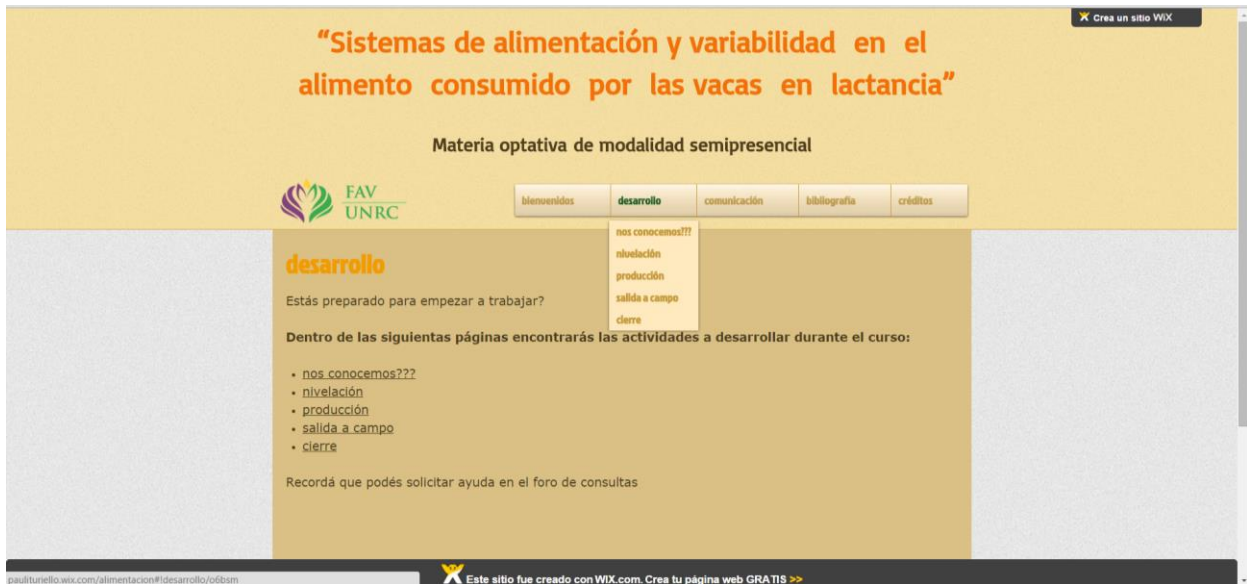 Crea un sitio WiX
“Sistemas de alimentación y variabilidad en el
alimento consumido por las vacas en lactancia”
Materia optativa de modalidad semipresencial
FAV
UNRC
bienvenidos desarrollo comunicación bibliografía créditos
nos conocemos???
nivelación
producción
salida a campo
cierre
desarrollo
Estás preparado para empezar a trabajar?
Dentro de las siguientas páginas encontrarás las actividades a desarrollar durante el curso:
• nos conocemos???
• nivelación
• producción
• salida a campo
• cierre
Recordá que podés solicitar ayuda en el foro de consultas
paulituriello.wix.com/alimentacion#!desarrollo/o6bsm
Este sitio fue creado con WIX.com. Crea tu página web GRATIS >>